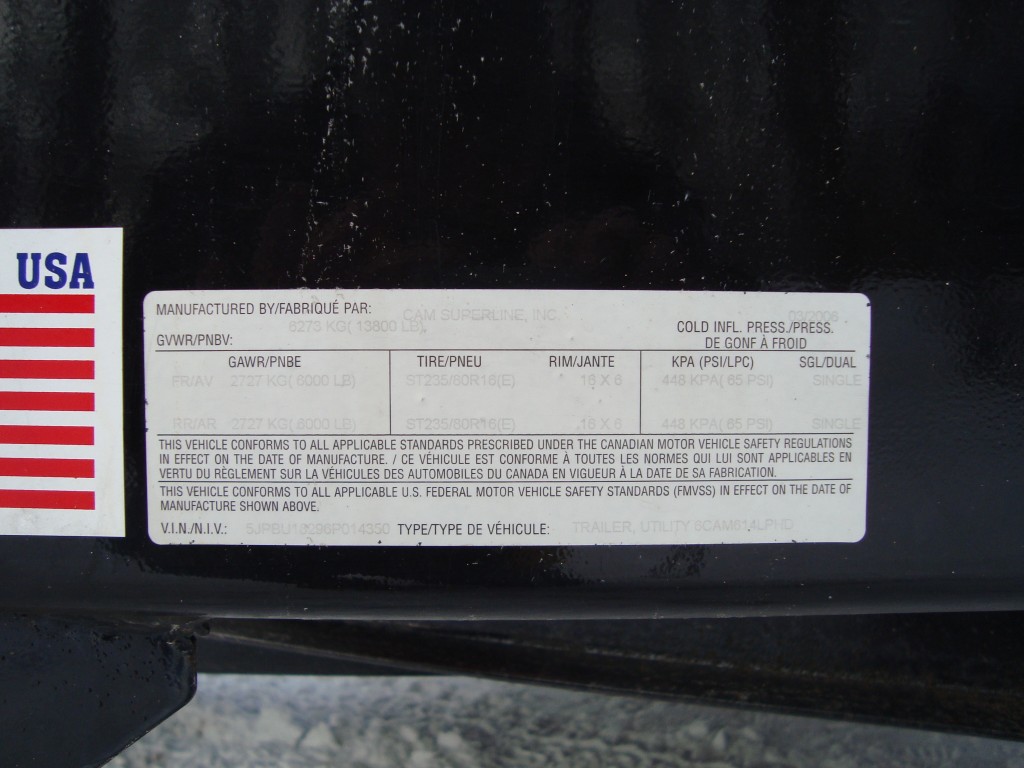 USA
MANUFACTURED BY/FABRIQUÉ PAR: CAM SUPERLINE, INC. 03/2006
6273 KG( 13800 LB)
GVWR/PNBV:
COLD INFL. PRESS./PRESS.
DE GONF À FROID
GAWR/PNBE TIRE/PNEU RIM/JANTE KPA (PSI/LPC) SGL/DUAL
FR/AV 2727 KG( 6000 LB) ST235/80R16(E) 16 X 6 448 KPA( 65 PSI) SINGLE
RR/AR 2727 KG( 6000 LB) ST235/80R16(E) 16 X 6 448 KPA( 65 PSI) SINGLE
THIS VEHICLE CONFORMS TO ALL APPLICABLE STANDARDS PRESCRIBED UNDER THE CANADIAN MOTOR VEHICLE SAFETY REGULATIONS
IN EFFECT ON THE DATE OF MANUFACTURE. / CE VÉHICULE EST CONFORME À TOUTES LES NORMES QUI LUI SONT APPLICABLES EN
VERTU DU RÈGLEMENT SUR LA VÉHICULES DES AUTOMOBILES DU CANADA EN VIGUEUR À LA DATE DE SA FABRICATION.
THIS VEHICLE CONFORMS TO ALL APPLICABLE U.S. FEDERAL MOTOR VEHICLE SAFETY STANDARDS (FMVSS) IN EFFECT ON THE DATE OF
MANUFACTURE SHOWN ABOVE.
V.I.N./N.I.V.: TYPE/TYPE DE VÉHICULE: TRAILER, UTILITY